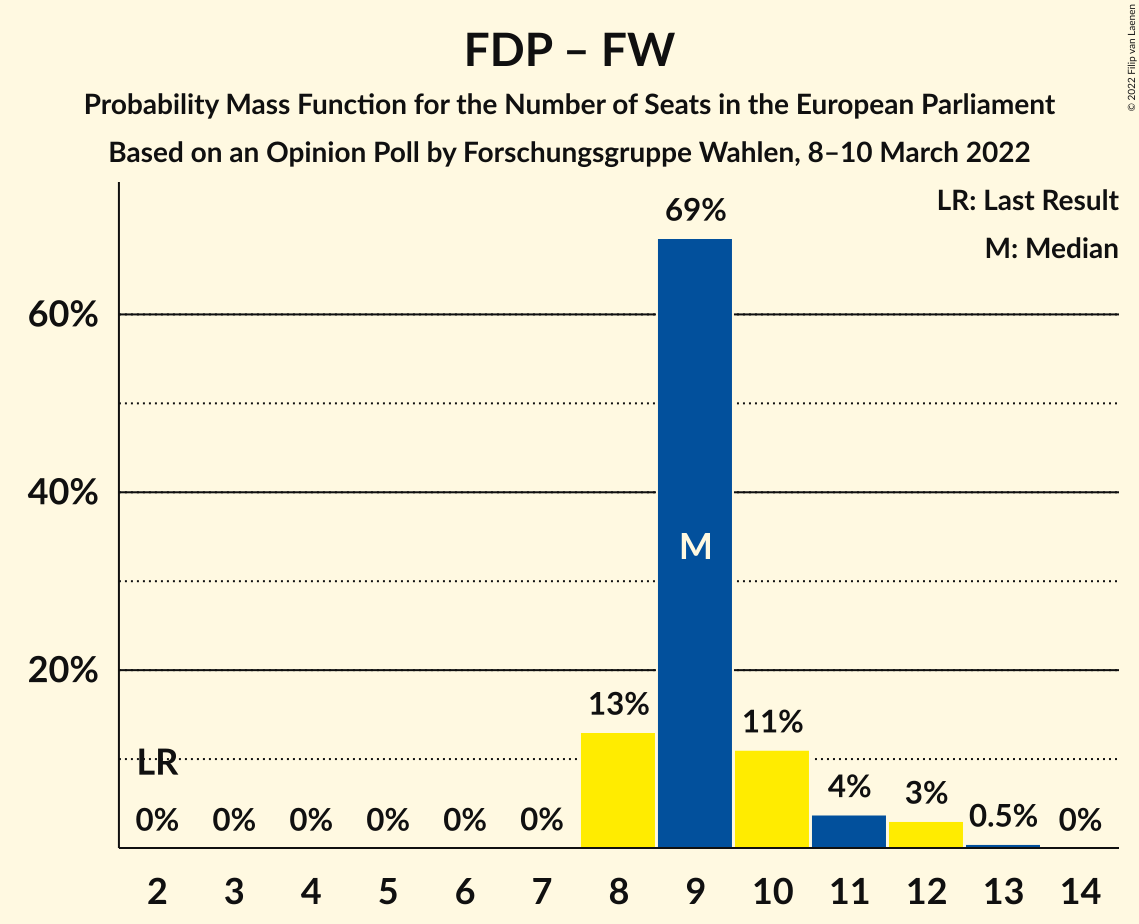 FDP – FW
Probability Mass Function for the Number of Seats in the European Parliament
Based on an Opinion Poll by Forschungsgruppe Wahlen, 8–10 March 2022
© 2022 Filip van Laenen
LR: Last Result
M: Median
69%
60%
40%
M
20%
13%
11%
LR
4%
3%
0% 0% 0% 0% 0% 0% 0.5% 0%
2 3 4 5 6 7 8 9 10 11 12 13 14